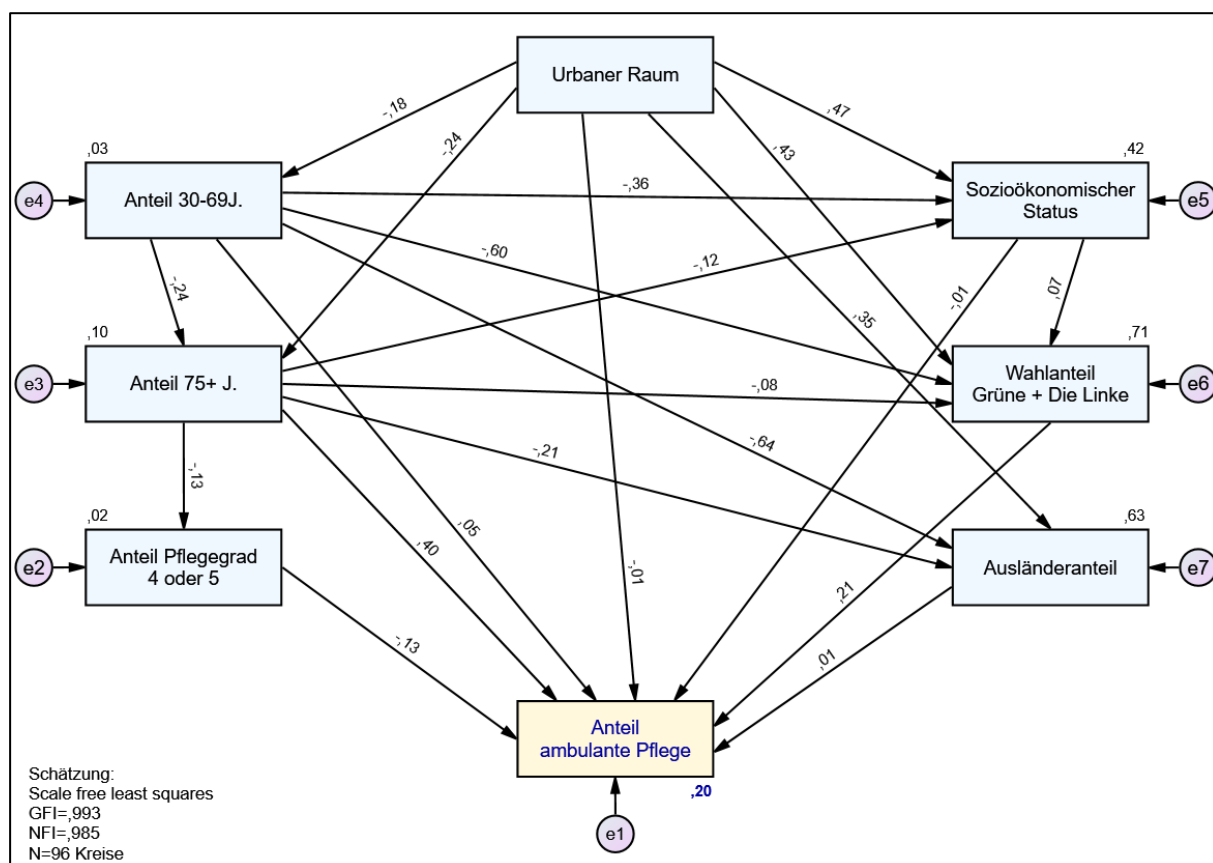 Urbaner Raum
-,18
-,24
,47
,43
,03
,42
e4
Anteil 30-69J.
-,36
Sozioökonomischer
Status
e5
-,60
-,24
-,12
-,01
,07
,35
,10
,71
e3
Anteil 75+ J.
-,08
Wahlanteil
Grüne + Die Linke
e6
-,64
-,21
-,13
,02
,05
,40
-,01
,21
,63
e2
Anteil Pflegegrad
4 oder 5
Ausländeranteil
e7
-,13
,01
Anteil
ambulante Pflege
,20
e1
Schätzung:
Scale free least squares
GFI=,993
NFI=,985
N=96 Kreise